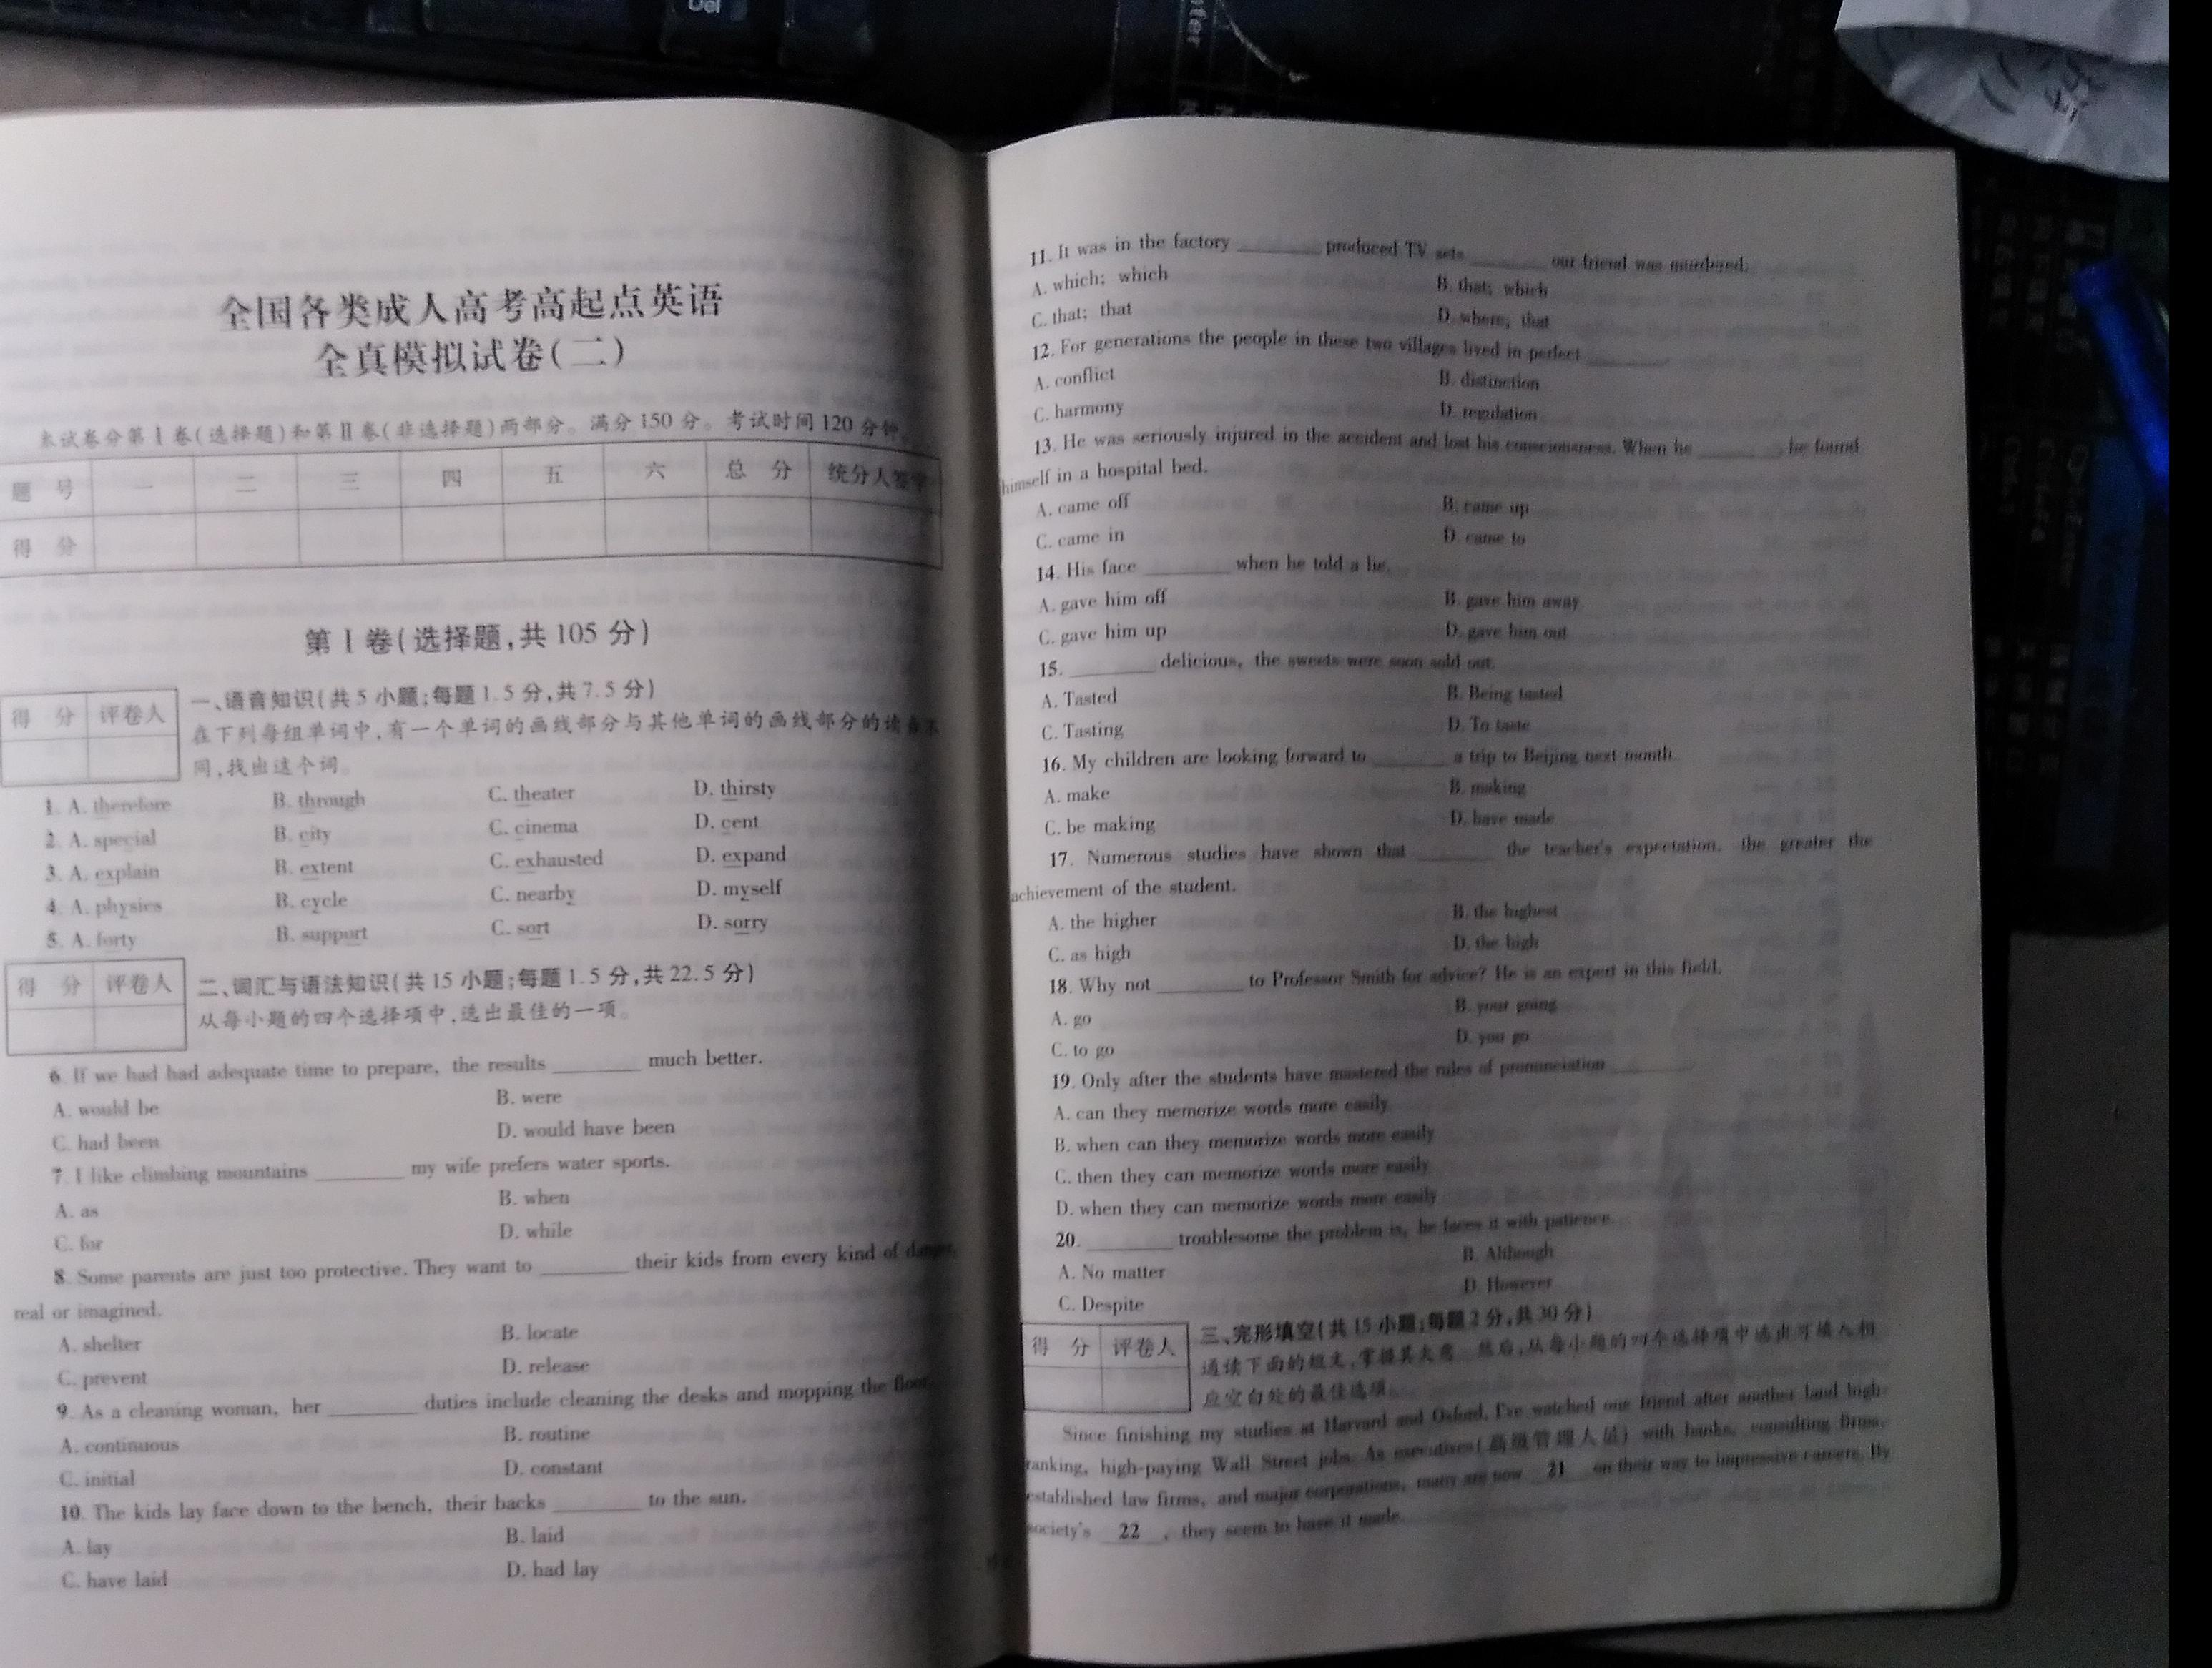 Del
全国各类成人高考高起点英语
全真模拟试卷(二)
本试卷分第Ⅰ卷(选择题)和第Ⅱ卷(非选择题)两部分。满分150分。考试时间120分钟。
题 号 一 二 三 四 五 六 总 分 统分人签字
得 分
第Ⅰ卷(选择题,共105分)
得 分 评卷人
一、语音知识(共5小题;每题1.5分,共7.5分)
在下列每组单词中,有一个单词的画线部分与其他单词的画线部分的读音不
同,找出这个词。
1. A. therefore B. through C. theater D. thirsty
2. A. special B. city C. cinema D. cent
3. A. explain B. extent C. exhausted D. expand
4. A. physics B. cycle C. nearby D. myself
5. A. forty B. support C. sort D. sorry
得 分 评卷人
二、词汇与语法知识(共15小题;每题1.5分,共22.5分)
从每小题的四个选择项中,选出最佳的一项。
6. If we had had adequate time to prepare, the results ________ much better.
A. would be B. were
C. had been D. would have been
7. I like climbing mountains ________ my wife prefers water sports.
A. as B. when
C. for D. while
8. Some parents are just too protective. They want to ________ their kids from every kind of danger,
real or imagined.
A. shelter B. locate
C. prevent D. release
9. As a cleaning woman, her ________ duties include cleaning the desks and mopping the floor.
A. continuous B. routine
C. initial D. constant
10. The kids lay face down to the bench, their backs ________ to the sun.
A. lay B. laid
C. have laid D. had lay
11. It was in the factory ________ produced TV sets ________ our friend was murdered.
A. which; which B. that; which
C. that; that D. where; that
12. For generations the people in these two villages lived in perfect ________.
A. conflict B. distinction
C. harmony D. regulation
13. He was seriously injured in the accident and lost his consciousness. When he ________, he found
himself in a hospital bed.
A. came off B. came up
C. came in D. came to
14. His face ________ when he told a lie.
A. gave him off B. gave him away
C. gave him up D. gave him out
15. ________ delicious, the sweets were soon sold out.
A. Tasted B. Being tasted
C. Tasting D. To taste
16. My children are looking forward to ________ a trip to Beijing next month.
A. make B. making
C. be making D. have made
17. Numerous studies have shown that ________ the teacher's expectation, the greater the
achievement of the student.
A. the higher B. the highest
C. as high D. the high
18. Why not ________ to Professor Smith for advice? He is an expert in this field.
A. go B. your going
C. to go D. you go
19. Only after the students have mastered the rules of pronunciation ________.
A. can they memorize words more easily
B. when can they memorize words more easily
C. then they can memorize words more easily
D. when they can memorize words more easily
20. ________ troublesome the problem is, he faces it with patience.
A. No matter B. Although
C. Despite D. However
得 分 评卷人
三、完形填空(共15小题;每题2分,共30分)
通读下面的短文,掌握其大意。然后,从每小题的四个选择项中选出可填入相
应空白处的最佳选项。
Since finishing my studies at Harvard and Oxford, I've watched one friend after another land high-
ranking, high-paying Wall Street jobs. As executives(高级管理人员) with banks, consulting firms,
established law firms, and major corporations, many are now 21 on their way to impressive careers. By
society's 22 , they seem to have it made.